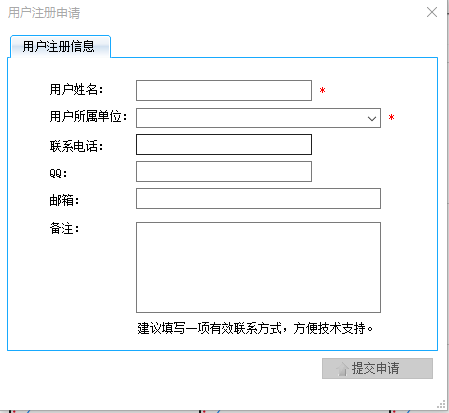 用户注册申请
用户注册信息
用户姓名: *
用户所属单位: *
联系电话:
QQ:
邮箱:
备注:
建议填写一项有效联系方式，方便技术支持。
提交申请